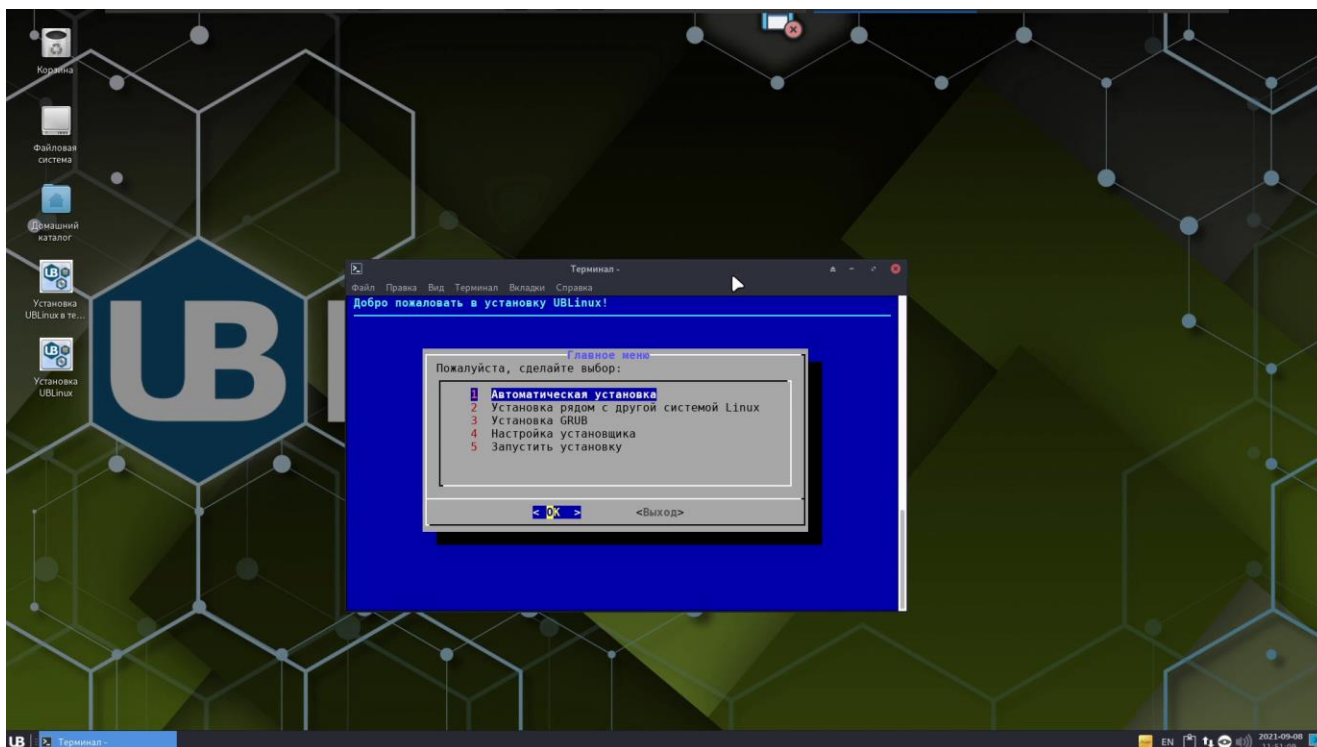 Корзина
Файловая
система
Домашний
каталог
Установка
UBLinux в те...
Установка
UBLinux
UB
Терминал -
Файл Правка Вид Терминал Вкладки Справка
Добро пожаловать в установку UBLinux!
Главное меню
Пожалуйста, сделайте выбор:
1 Автоматическая установка
2 Установка рядом с другой системой Linux
3 Установка GRUB
4 Настройка установщика
5 Запустить установку
< OK > <Выход>
UB Терминал - EN 2021-09-08